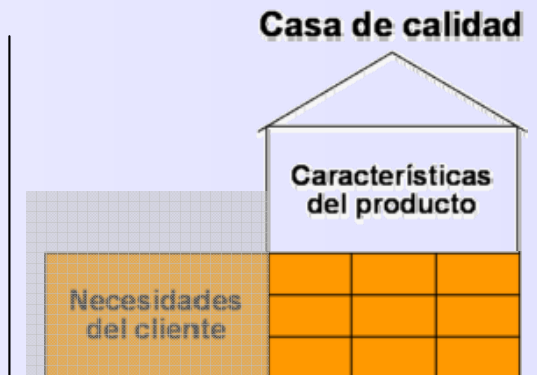 Casa de calidad
Características
del producto
Necesidades
del cliente